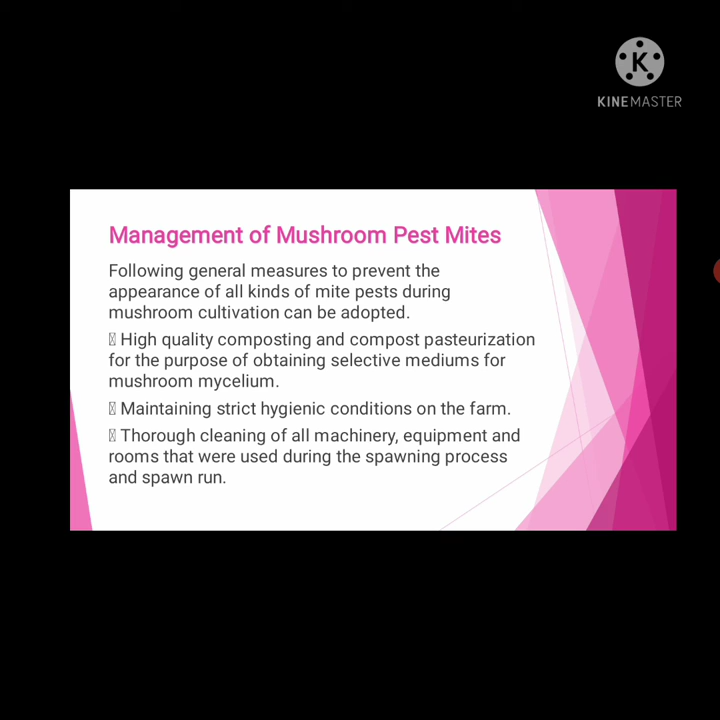 K
KINEMASTER
Management of Mushroom Pest Mites
Following general measures to prevent the
appearance of all kinds of mite pests during
mushroom cultivation can be adopted.
High quality composting and compost pasteurization
for the purpose of obtaining selective mediums for
mushroom mycelium.
Maintaining strict hygienic conditions on the farm.
Thorough cleaning of all machinery, equipment and
rooms that were used during the spawning process
and spawn run.